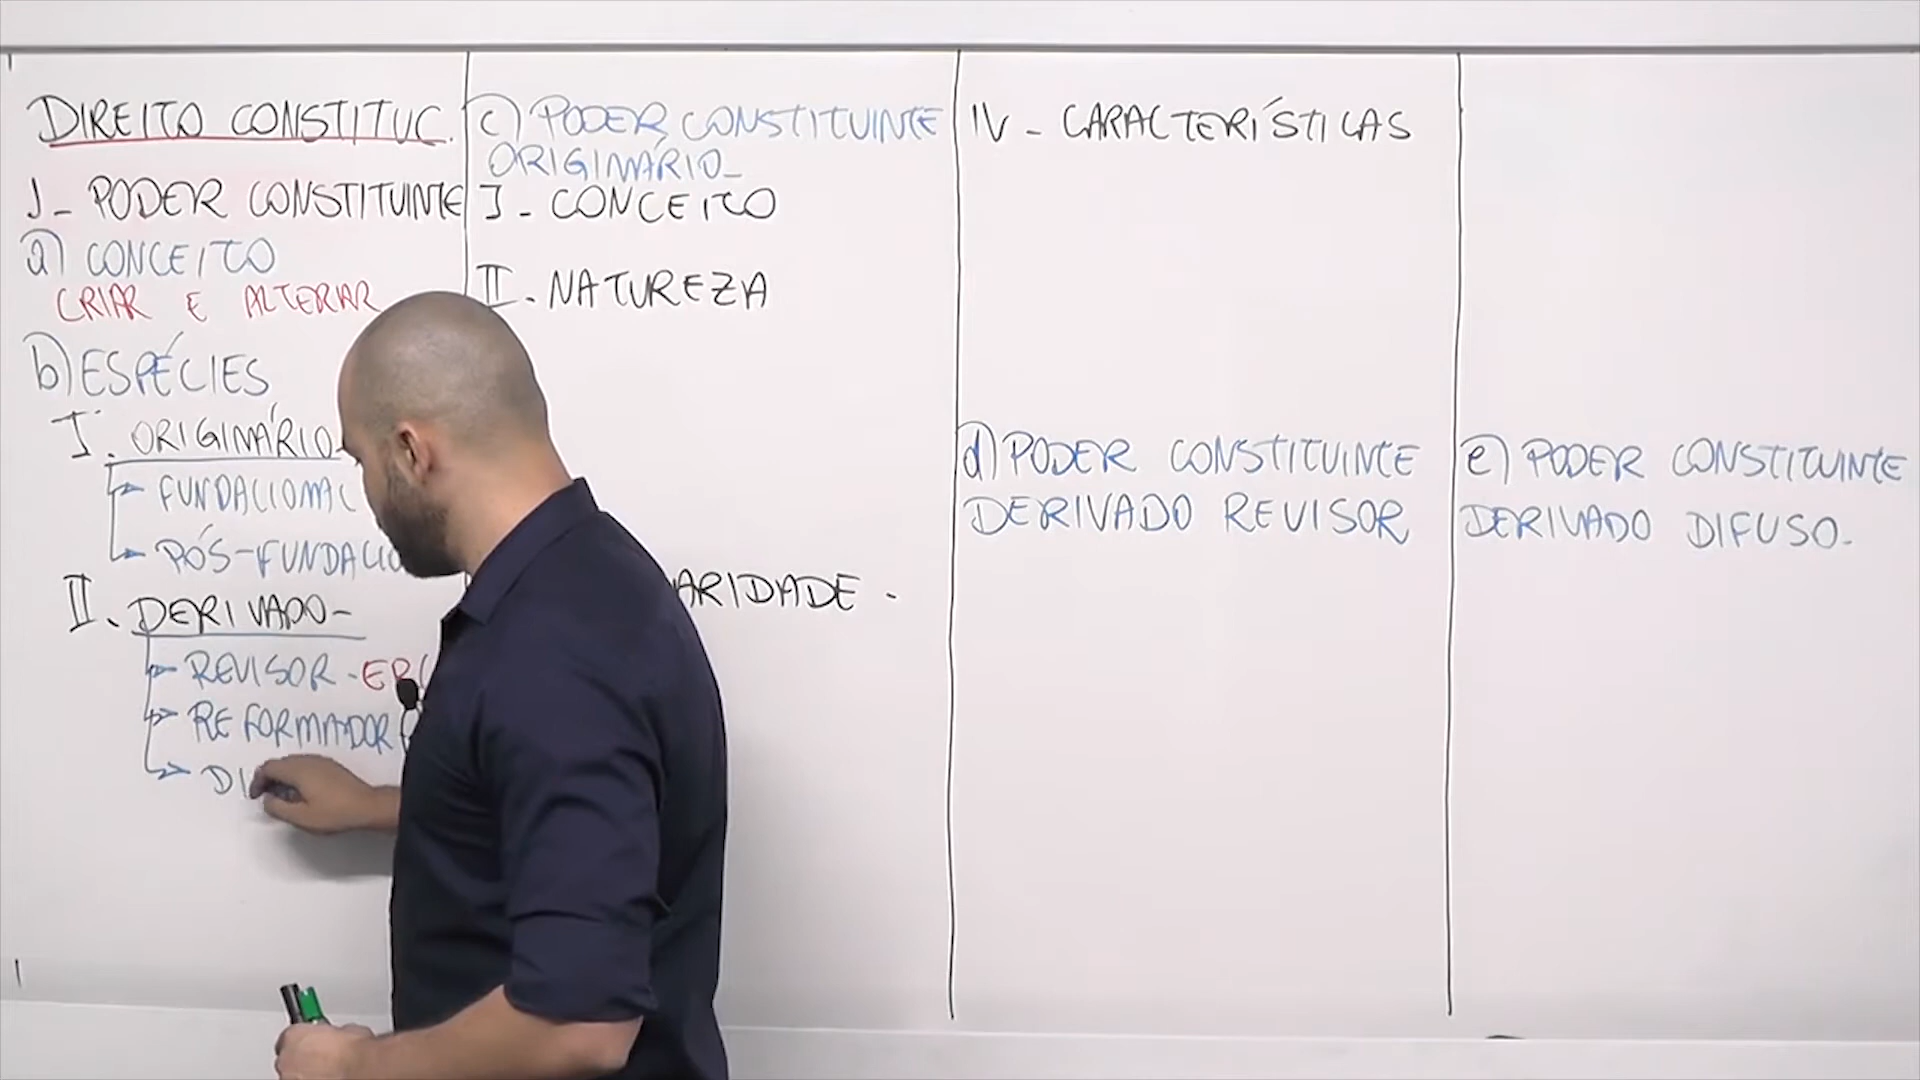 DIREITO CONSTITUC.
I - PODER CONSTITUINTE
a) CONCEITO
CRIAR E ALTERAR
b) ESPÉCIES
I. ORIGINÁRIO
FUNDACIONAL
PÓS-FUNDACIO
II. DERIVADO -
REVISOR -
REFORMADOR
DI
c) PODER CONSTITUINTE
ORIGINÁRIO -
I - CONCEITO
II. NATUREZA
ARIDADE .
IV - CARACTERÍSTICAS
d) PODER CONSTITUINTE
DERIVADO REVISOR
e) PODER CONSTITUINTE
DERIVADO DIFUSO -